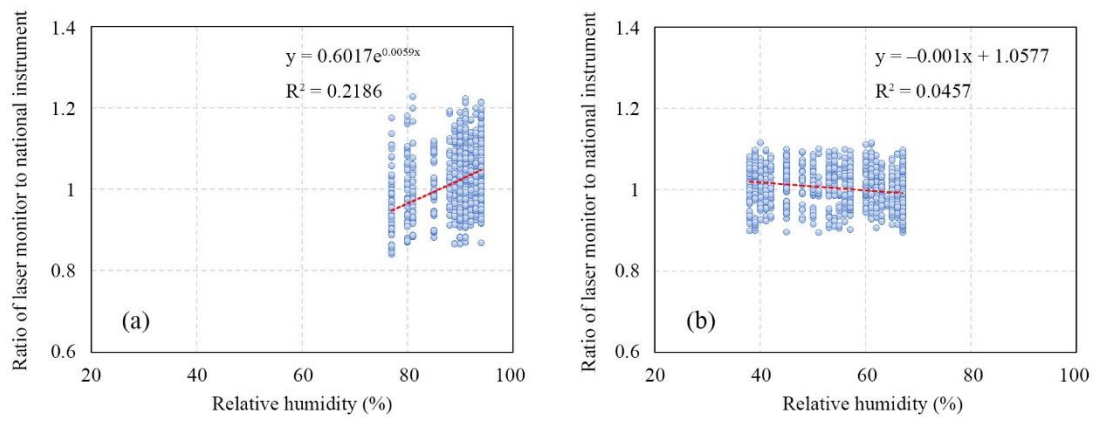 Ratio of laser monitor to national instrument
1.4
1.2
1
0.8
0.6
y = 0.6017e^0.0059x
R² = 0.2186
(a)
20
40
60
80
100
Relative humidity (%)
Ratio of laser monitor to national instrument
1.4
1.2
1
0.8
0.6
y = –0.001x + 1.0577
R² = 0.0457
(b)
20
40
60
80
100
Relative humidity (%)